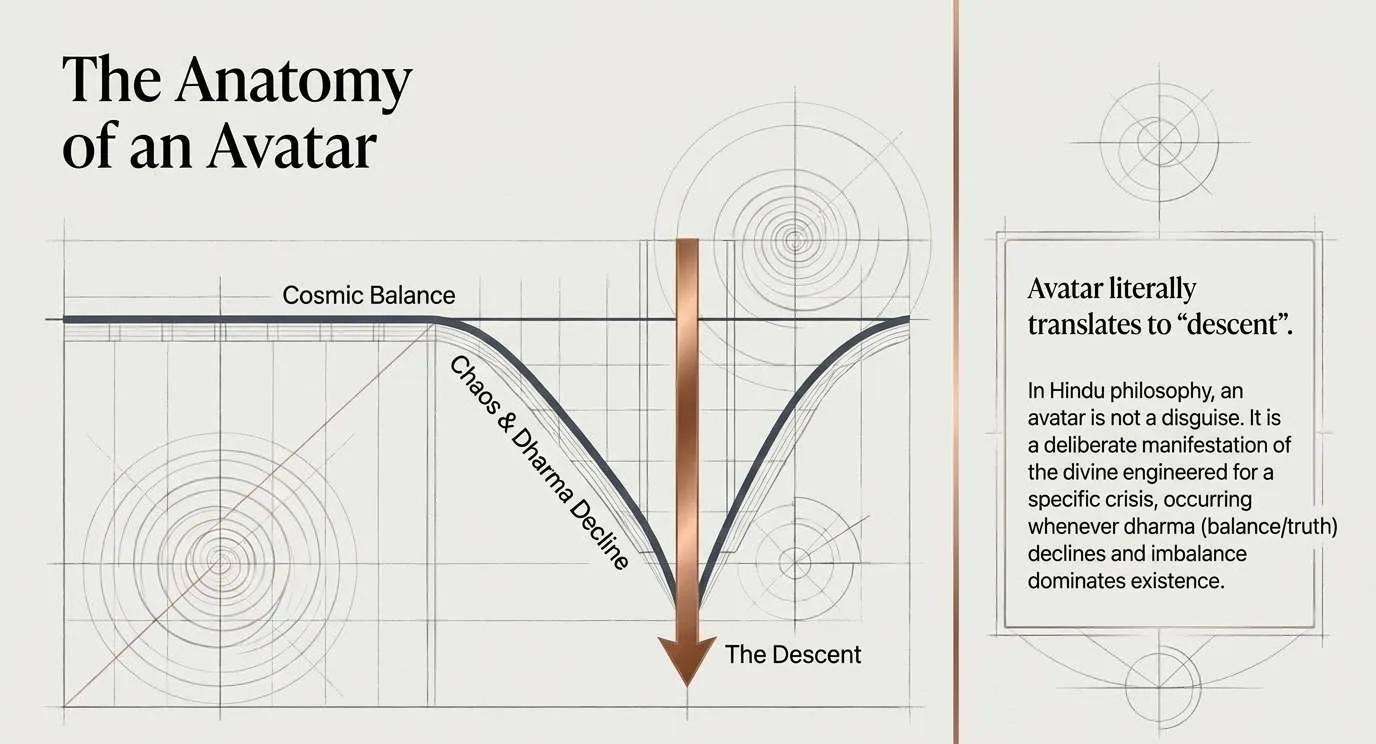 The Anatomy
of an Avatar
Cosmic Balance
Chaos & Dharma Decline
The Descent
Avatar literally
translates to “descent”.
In Hindu philosophy, an
avatar is not a disguise. It is
a deliberate manifestation of
the divine engineered for a
specific crisis, occurring
whenever dharma (balance/truth)
declines and imbalance
dominates existence.